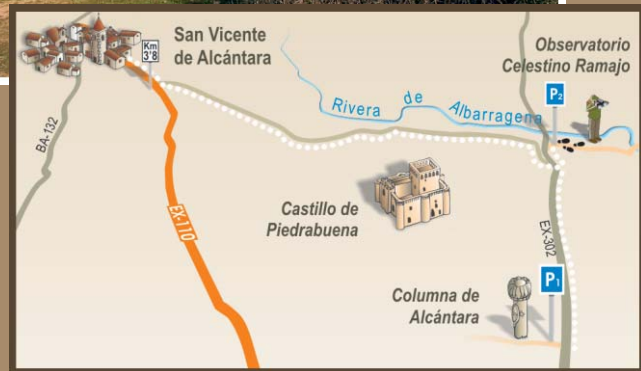 San Vicente
de Alcántara
Km
3'8
Observatorio
Celestino Ramajo
P2
Rivera de Albarragena
BA-132
EX-110
Castillo de
Piedrabuena
EX-302
P1
Columna de
Alcántara